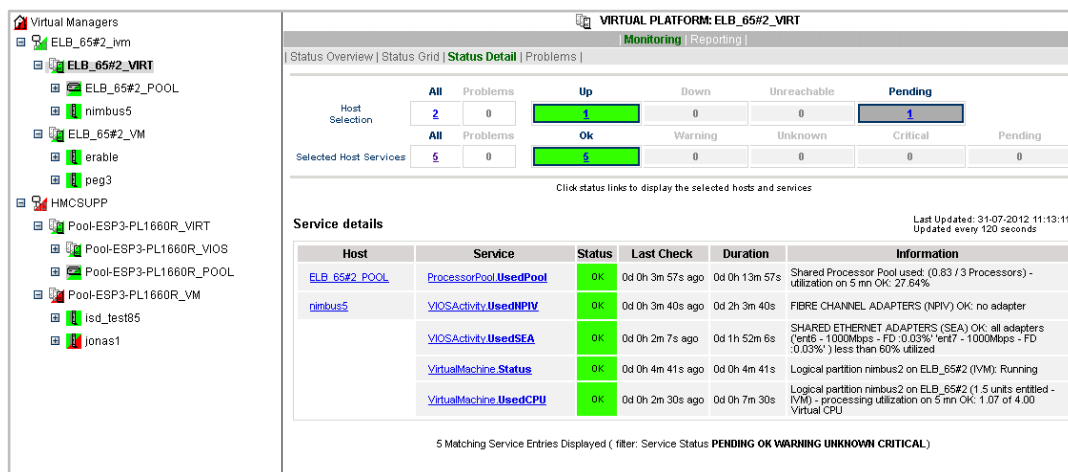 Virtual Managers
ELB_65#2_ivm
ELB_65#2_VIRT
ELB_65#2_POOL
nimbus5
ELB_65#2_VM
erable
peg3
HMCSUPP
Pool-ESP3-PL1660R_VIRT
Pool-ESP3-PL1660R_VIOS
Pool-ESP3-PL1660R_POOL
Pool-ESP3-PL1660R_VM
isd_test85
jonas1
VIRTUAL PLATFORM: ELB_65#2_VIRT
| Monitoring | Reporting |
| Status Overview | Status Grid | Status Detail | Problems |
All Problems Up Down Unreachable Pending
Host Selection 2 0 1 0 0 1
All Problems Ok Warning Unknown Critical Pending
Selected Host Services 5 0 5 0 0 0 0
Click status links to display the selected hosts and services
Service details
Last Updated: 31-07-2012 11:13:11
Updated every 120 seconds
Host Service Status Last Check Duration Information
ELB_65#2_POOL ProcessorPool.UsedPool OK 0d 0h 3m 57s ago 0d 0h 13m 57s Shared Processor Pool used: (0.83 / 3 Processors) -
utilization on 5 mn OK: 27.64%
nimbus5 VIOSActivity.UsedNPIV OK 0d 0h 3m 40s ago 0d 2h 3m 40s FIBRE CHANNEL ADAPTERS (NPIV) OK: no adapter
VIOSActivity.UsedSEA OK 0d 0h 2m 7s ago 0d 1h 52m 6s SHARED ETHERNET ADAPTERS (SEA) OK: all adapters
('ent6 - 1000Mbps - FD :0.03%' 'ent7 - 1000Mbps - FD
:0.03%' ) less than 60% utilized
VirtualMachine.Status OK 0d 0h 4m 41s ago 0d 0h 4m 41s Logical partition nimbus2 on ELB_65#2 (IVM): Running
VirtualMachine.UsedCPU OK 0d 0h 2m 30s ago 0d 0h 7m 30s Logical partition nimbus2 on ELB_65#2 (1.5 units entitled -
IVM) - processing utilization on 5 mn OK: 1.07 of 4.00
Virtual CPU
5 Matching Service Entries Displayed ( filter: Service Status PENDING OK WARNING UNKNOWN CRITICAL)